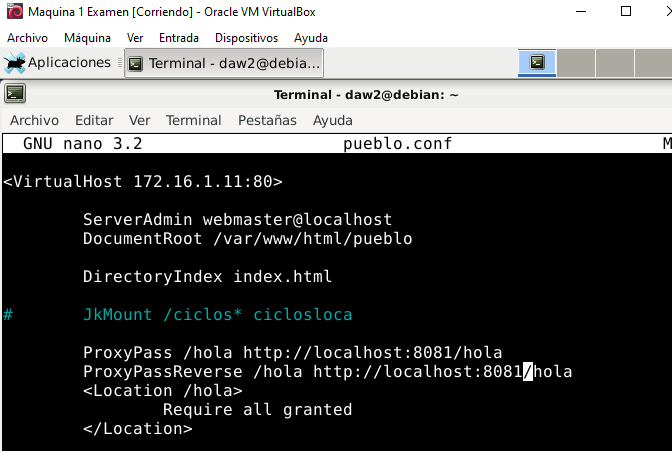 Maquina 1 Examen [Corriendo] - Oracle VM VirtualBox
Archivo Máquina Ver Entrada Dispositivos Ayuda
Aplicaciones Terminal - daw2@debia...
Terminal - daw2@debian: ~
Archivo Editar Ver Terminal Pestañas Ayuda
GNU nano 3.2 pueblo.conf M
<VirtualHost 172.16.1.11:80>
ServerAdmin webmaster@localhost
DocumentRoot /var/www/html/pueblo
DirectoryIndex index.html
# JkMount /ciclos* ciclosloca
ProxyPass /hola http://localhost:8081/hola
ProxyPassReverse /hola http://localhost:8081/hola
<Location /hola>
Require all granted
</Location>